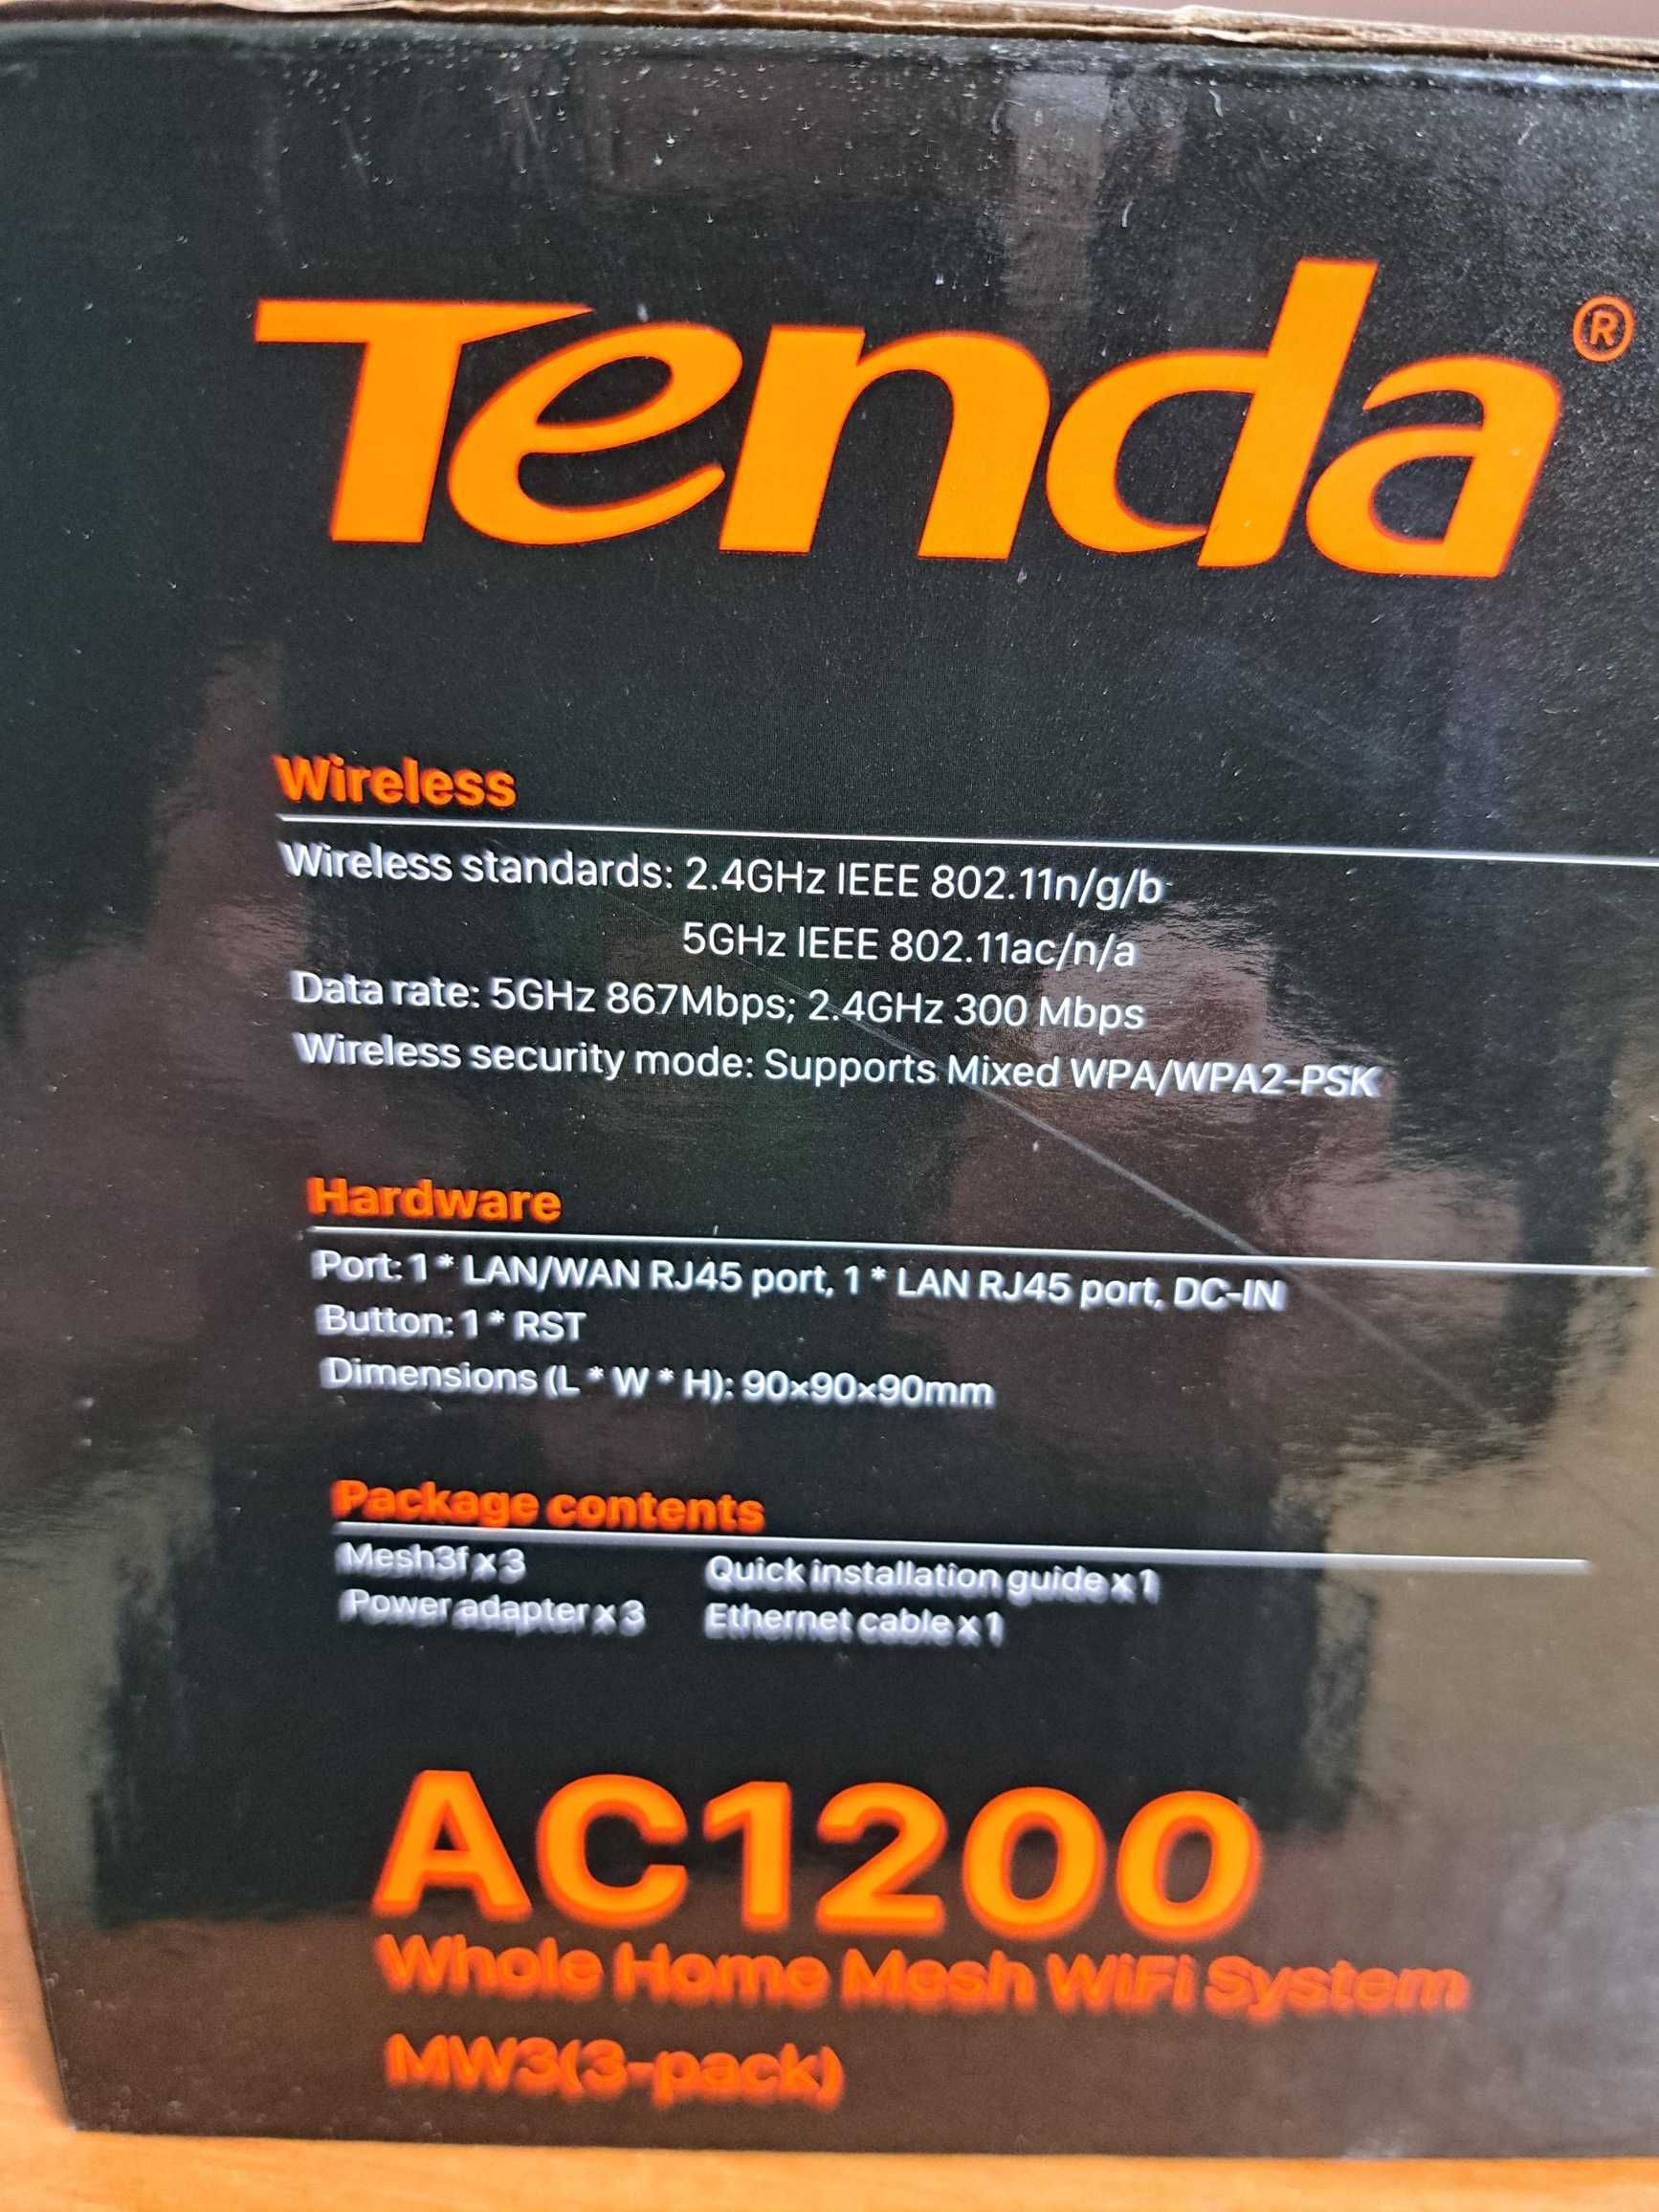 Tenda®
Wireless
Wireless standards: 2.4GHz IEEE 802.11n/g/b
5GHz IEEE 802.11ac/n/a
Data rate: 5GHz 867Mbps; 2.4GHz 300 Mbps
Wireless security mode: Supports Mixed WPA/WPA2-PSK
Hardware
Port: 1 * LAN/WAN RJ45 port, 1 * LAN RJ45 port, DC-IN
Button: 1 * RST
Dimensions (L * W * H): 90×90×90mm
Package contents
Mesh3f x 3 Quick installation guide x 1
Power adapter x 3 Ethernet cable x 1
AC1200
Whole Home Mesh WiFi System
MW3(3-pack)